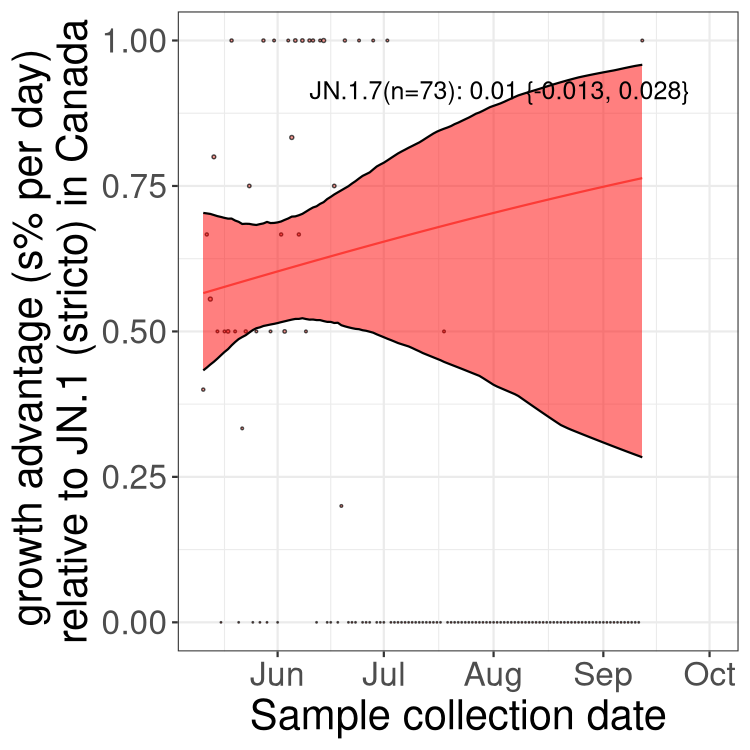 growth advantage (s% per day)
relative to JN.1 (stricto) in Canada
1.00
0.75
0.50
0.25
0.00
JN.1.7(n=73): 0.01 {-0.013, 0.028}
Jun Jul Aug Sep Oct
Sample collection date